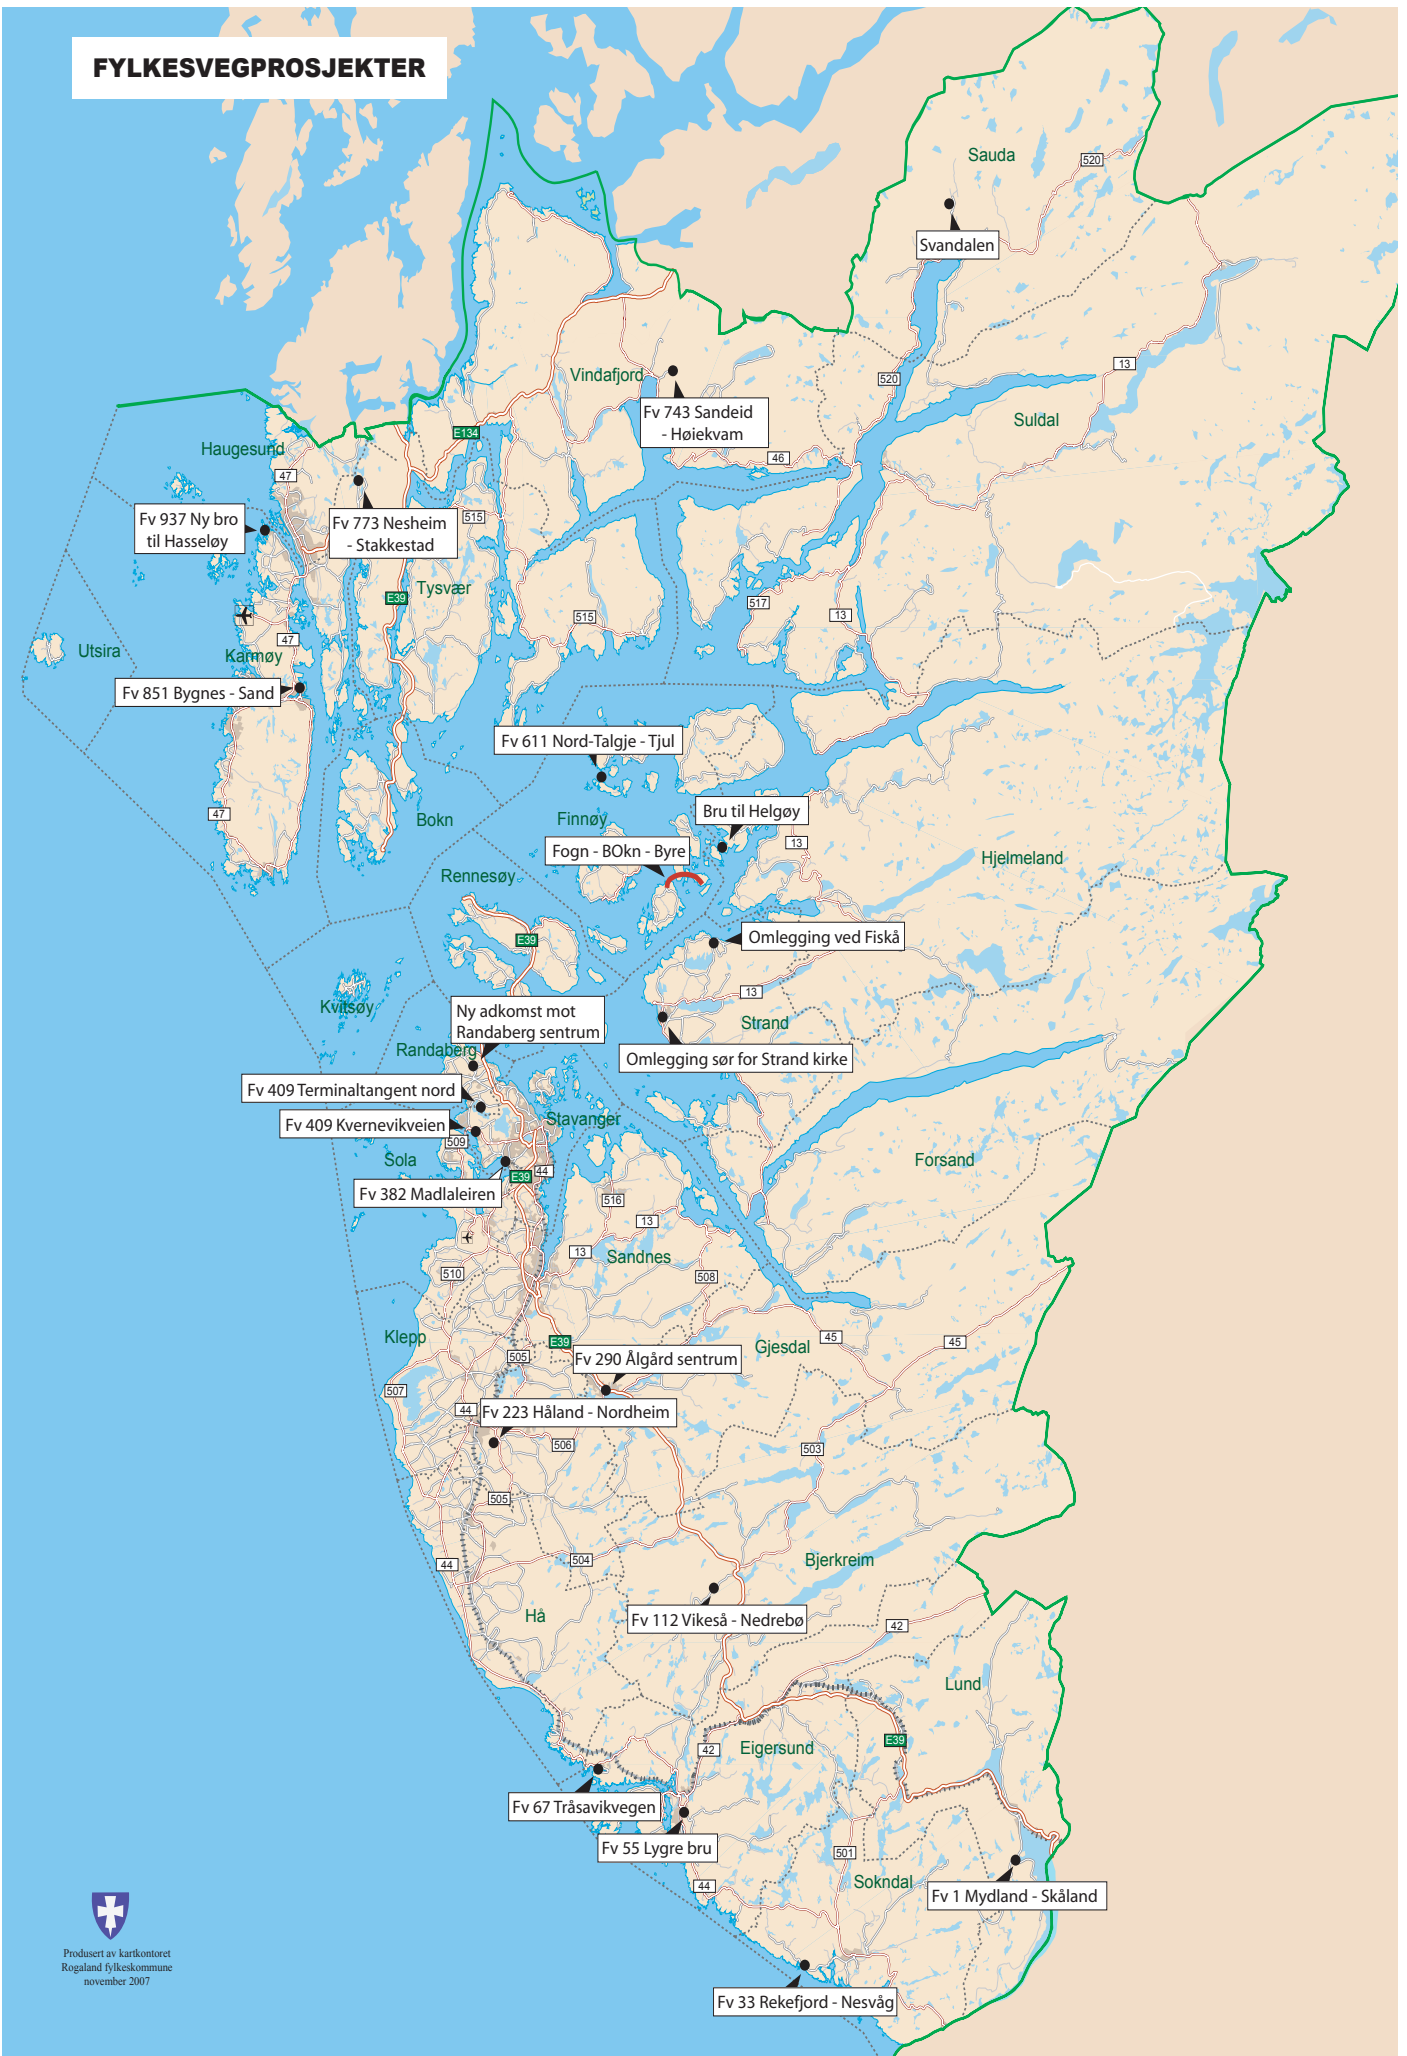 FYLKESVEGPROSJEKTER
Sauda
520
Svandalen
13
520
Vindafjord
Fv 743 Sandeid
- Høiekvam
Suldal
E134
Haugesund
46
47
Fv 937 Ny bro
til Hasseløy
Fv 773 Nesheim
- Stakkestad
515
Tysvær
E39
517
515
13
47
Utsira
Karmøy
Fv 851 Bygnes - Sand
Fv 611 Nord-Talgje - Tjul
47
Bokn
Finnøy
Bru til Helgøy
13
Fogn - BOkn - Byre
Hjelmeland
Rennesøy
E39
Omlegging ved Fiskå
13
Kvitsøy
Ny adkomst mot
Randaberg sentrum
Strand
Randaberg
Omlegging sør for Strand kirke
Fv 409 Terminaltangent nord
Fv 409 Kvernevikveien
Stavanger
509
Sola
Forsand
44
E39
Fv 382 Madlaleiren
516
13
13
Sandnes
510
508
Klepp
E39
45
45
Gjesdal
505
Fv 290 Ålgård sentrum
507
44
Fv 223 Håland - Nordheim
506
503
505
44
504
Bjerkreim
Hå
Fv 112 Vikeså - Nedrebø
42
Lund
E39
42
Eigersund
Fv 67 Tråsavikvegen
Fv 55 Lygre bru
501
Sokndal
44
Fv 1 Mydland - Skåland
Produsert av kartkontoret
Rogaland fylkeskommune
november 2007
Fv 33 Rekefjord - Nesvåg